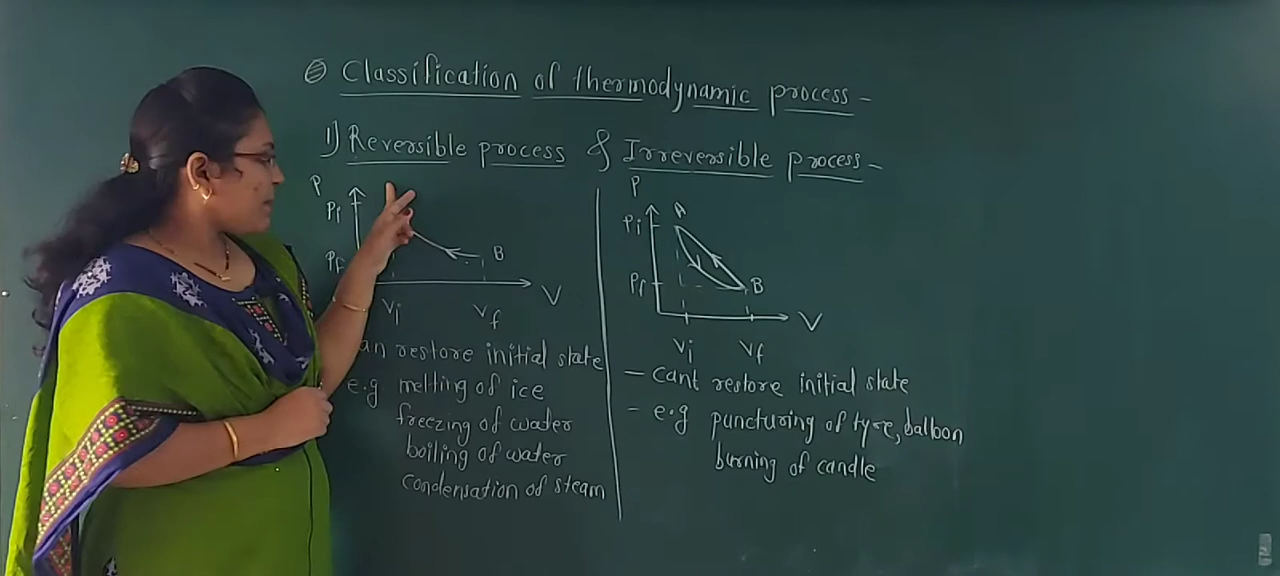 Classification of thermodynamic process -
1) Reversible process & Irreversible process -
P
Pi
Pf
B
V
Vi Vf
an restore initial state
e.g melting of ice
freezing of water
boiling of water
condensation of steam
P
A
Pi
Pf
B
V
Vi Vf
- cant restore initial state
- e.g puncturing of tyre, balloon
burning of candle